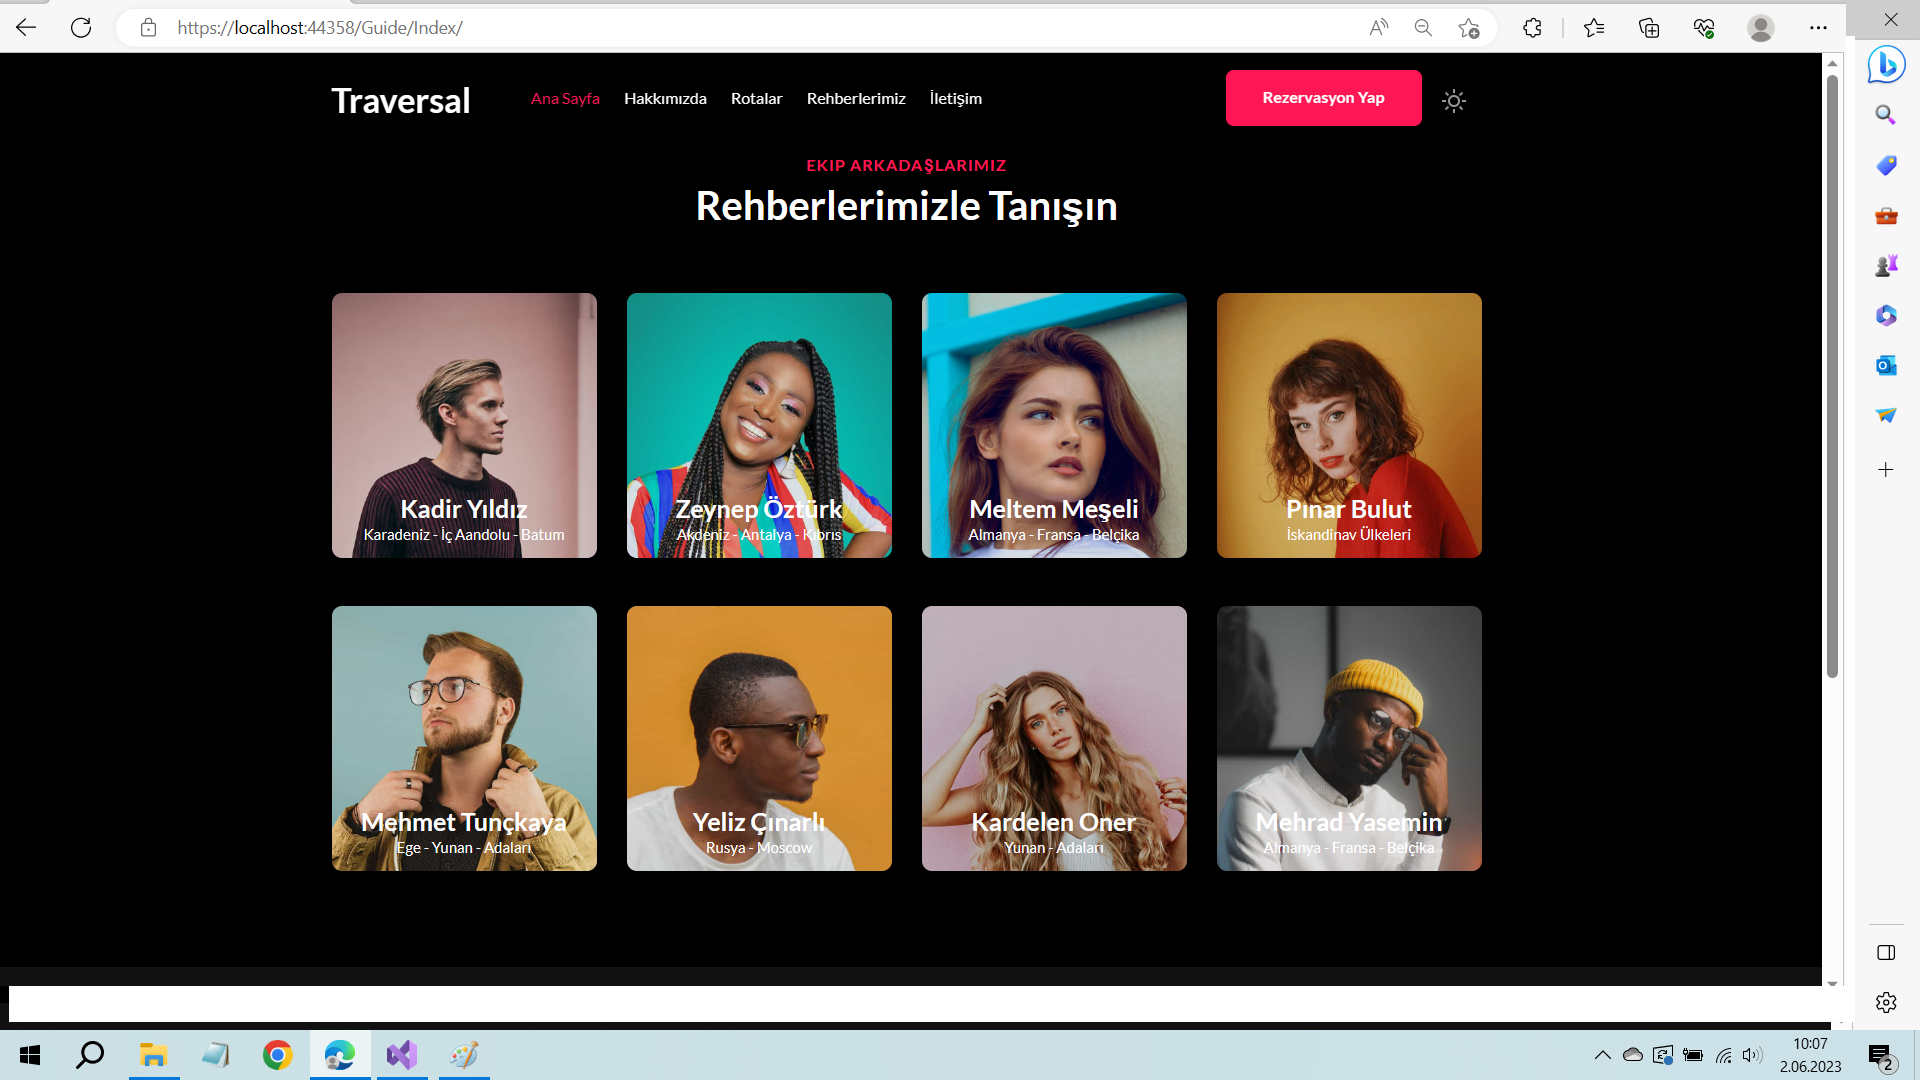 https://localhost:44358/Guide/Index/
Traversal
Ana Sayfa
Hakkımızda
Rotalar
Rehberlerimiz
İletişim
Rezervasyon Yap
EKIP ARKADAŞLARIMIZ
Rehberlerimizle Tanışın
Kadir Yıldız
Karadeniz - İç Aandolu - Batum
Zeynep Öztürk
Akdeniz - Antalya - Kıbrıs
Meltem Meşeli
Almanya - Fransa - Belçika
Pınar Bulut
İskandinav Ülkeleri
Mehmet Tunçkaya
Ege - Yunan - Adaları
Yeliz Çınarlı
Rusya - Moscow
Kardelen Oner
Yunan - Adaları
Mehrad Yasemin
Almanya - Fransa - Belçika
10:07
2.06.2023
2